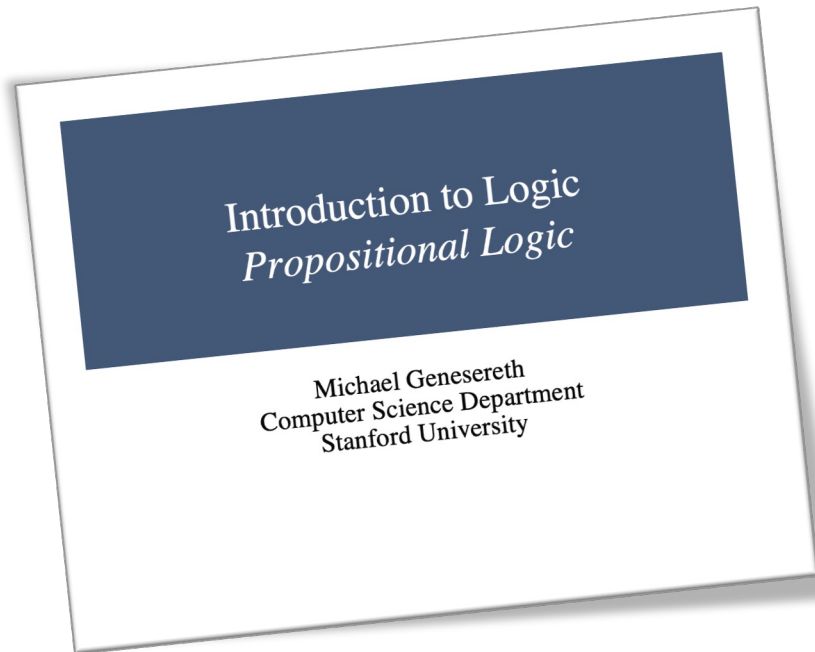 Introduction to Logic
Propositional Logic
Michael Genesereth
Computer Science Department
Stanford University